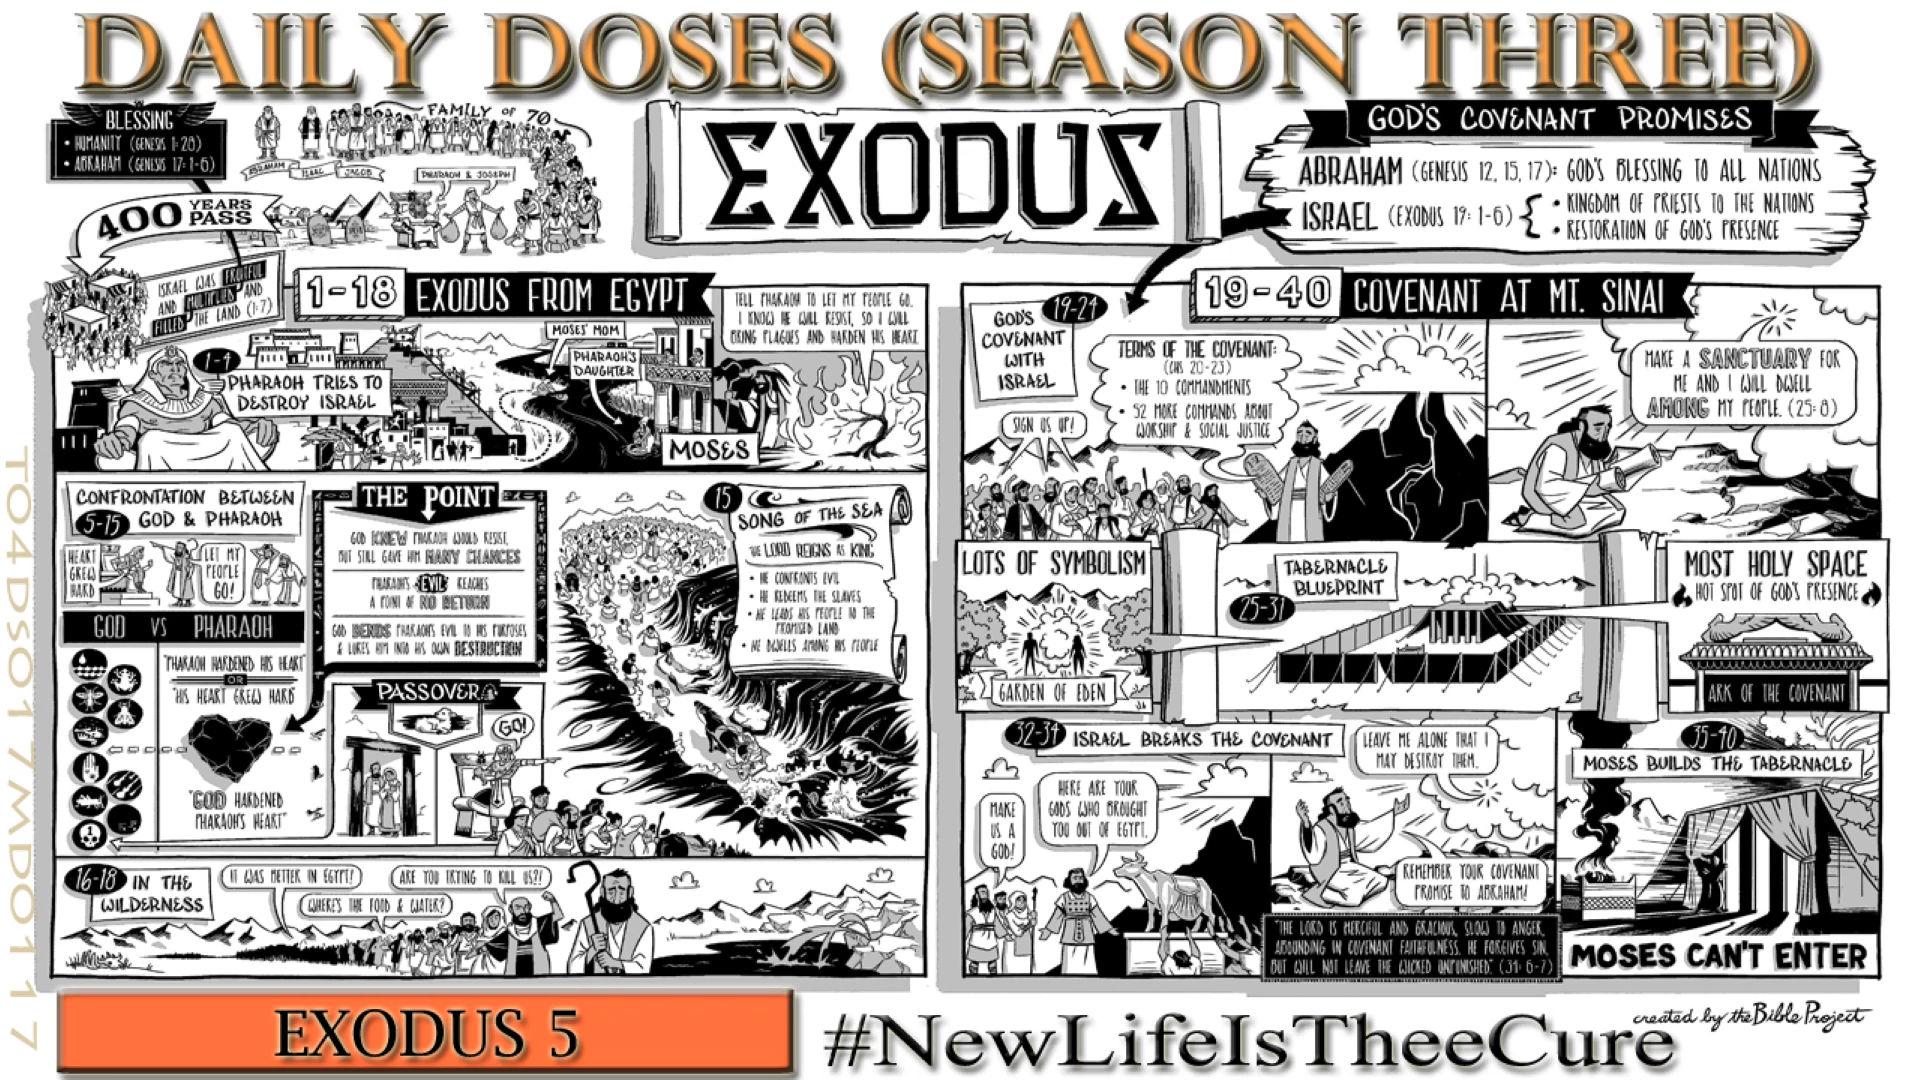 DAILY DOSES (SEASON THREE)
BLESSING
• HUMANITY (GENESIS 1:28)
• ABRAHAM (GENESIS 17:1-6)
FAMILY OF 70
ABRAHAM
ISAAC
JACOB
PHARAOH & JOSEPH
400 YEARS
PASS
ISRAEL WAS FRUITFUL
AND MULTIPLIED AND
FILLED THE LAND (1:7)
EXODUS
GOD'S COVENANT PROMISES
ABRAHAM (GENESIS 12, 15, 17): GOD'S BLESSING TO ALL NATIONS
ISRAEL (EXODUS 19:1-6) {
• KINGDOM OF PRIESTS TO THE NATIONS
• RESTORATION OF GOD'S PRESENCE
1-18 EXODUS FROM EGYPT
1-4
PHARAOH TRIES TO
DESTROY ISRAEL
MOSES' MOM
PHARAOH'S
DAUGHTER
MOSES
TELL PHARAOH TO LET MY PEOPLE GO.
I KNOW HE WILL RESIST, SO I WILL
BRING PLAGUES AND HARDEN HIS HEART.
CONFRONTATION BETWEEN
5-15 GOD & PHARAOH
HEART
GREW
HARD
LET MY
PEOPLE
GO!
GOD VS PHARAOH
"PHARAOH HARDENED HIS HEART"
OR
"HIS HEART GREW HARD"
"GOD HARDENED
PHARAOH'S HEART"
THE POINT
GOD KNEW PHARAOH WOULD RESIST,
BUT STILL GAVE HIM MANY CHANCES
PHARAOH'S EVIL REACHES
A POINT OF NO RETURN
GOD BENDS PHARAOH'S EVIL TO HIS PURPOSES
& LURES HIM INTO HIS OWN DESTRUCTION
PASSOVER
GO!
15
SONG OF THE SEA
THE LORD REIGNS AS KING
• HE CONFRONTS EVIL
• HE REDEEMS THE SLAVES
• HE LEADS HIS PEOPLE TO THE
PROMISED LAND
• HE DWELLS AMONG HIS PEOPLE
16-18 IN THE
WILDERNESS
IT WAS BETTER IN EGYPT!
WHERE'S THE FOOD & WATER?
ARE YOU TRYING TO KILL US?!
19-40 COVENANT AT MT. SINAI
19-24
GOD'S
COVENANT
WITH
ISRAEL
SIGN US UP!
TERMS OF THE COVENANT:
(CHS 20-23)
• THE 10 COMMANDMENTS
• 52 MORE COMMANDS ABOUT
WORSHIP & SOCIAL JUSTICE
MAKE A SANCTUARY FOR
ME AND I WILL DWELL
AMONG MY PEOPLE. (25:8)
LOTS OF SYMBOLISM
GARDEN OF EDEN
TABERNACLE
BLUEPRINT
25-31
MOST HOLY SPACE
HOT SPOT OF GOD'S PRESENCE
ARK OF THE COVENANT
32-34 ISRAEL BREAKS THE COVENANT
MAKE
US A
GOD!
HERE ARE YOUR
GODS WHO BROUGHT
YOU OUT OF EGYPT.
LEAVE ME ALONE THAT I
MAY DESTROY THEM.
REMEMBER YOUR COVENANT
PROMISE TO ABRAHAM!
"THE LORD IS MERCIFUL AND GRACIOUS, SLOW TO ANGER,
ABOUNDING IN COVENANT FAITHFULNESS. HE FORGIVES SIN,
BUT WILL NOT LEAVE THE WICKED UNPUNISHED." (34:6-7)
35-40
MOSES BUILDS THE TABERNACLE
MOSES CAN'T ENTER
TO4DS017WD0117
EXODUS 5
#NewLifeIsTheeCure
created by the Bible Project